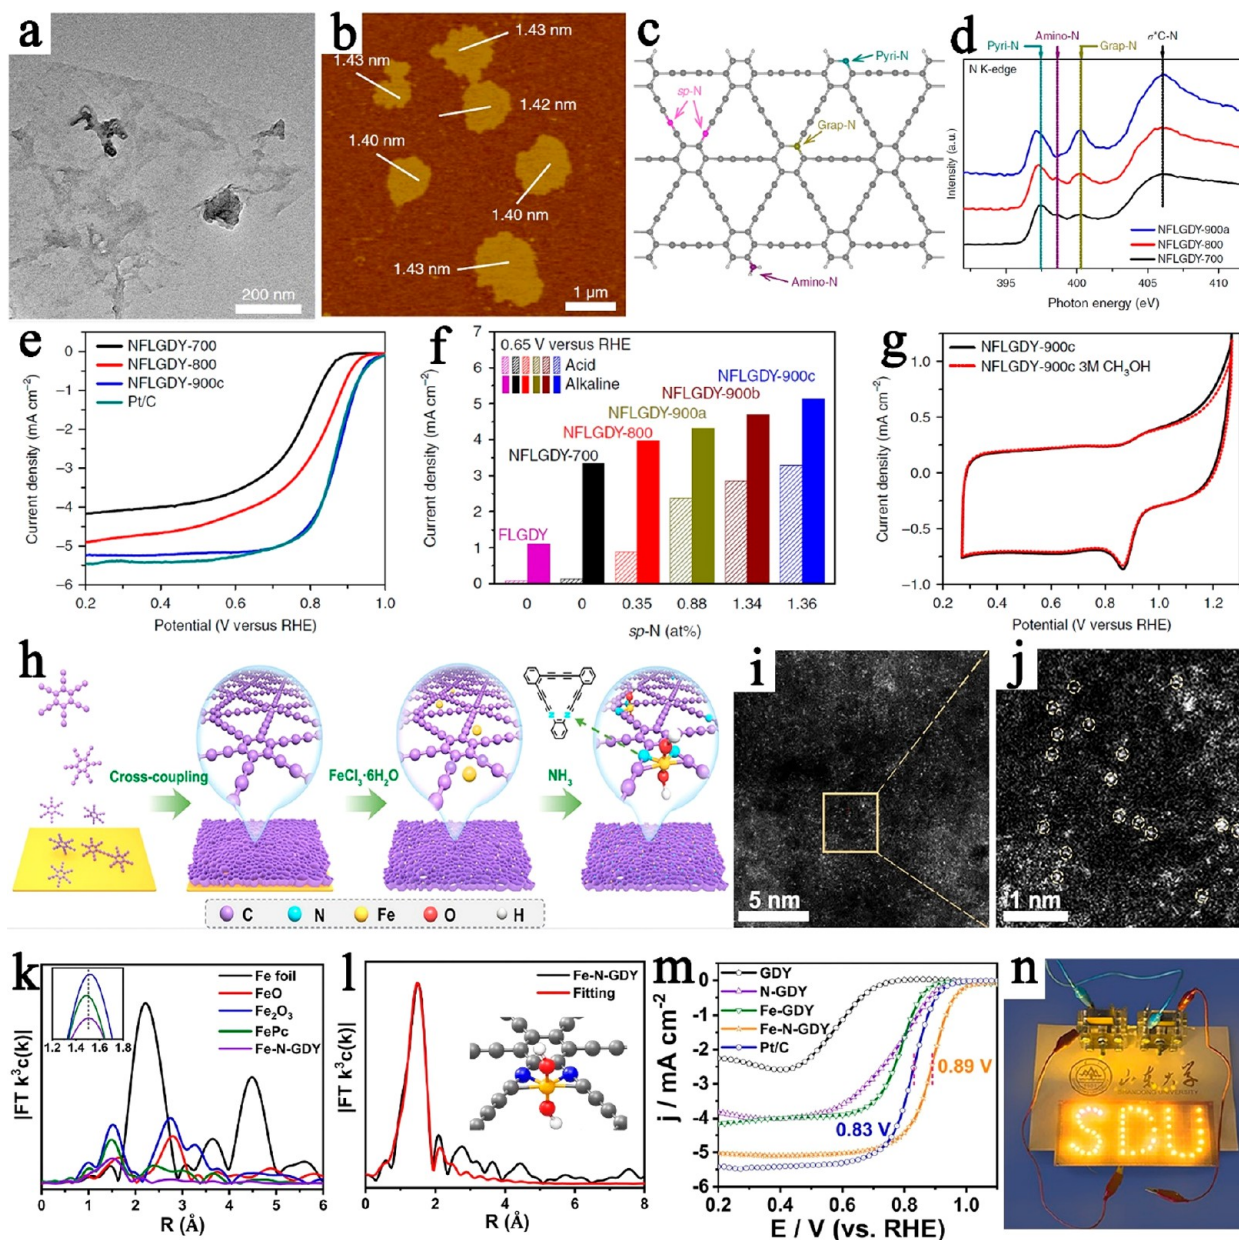 a
200 nm
b
1.43 nm
1.43 nm
1.42 nm
1.40 nm
1.40 nm
1.43 nm
1 μm
c
Pyri-N
sp-N
Grap-N
Amino-N
d
Amino-N
Pyri-N
Grap-N
σ*C-N
N K-edge
Intensity (a.u.)
NFLGDY-900a
NFLGDY-800
NFLGDY-700
395 400 405 410
Photon energy (eV)
e
NFLGDY-700
NFLGDY-800
NFLGDY-900c
Pt/C
Current density (mA cm⁻²)
0
−1
−2
−3
−4
−5
−6
0.2 0.4 0.6 0.8 1.0
Potential (V versus RHE)
f
0.65 V versus RHE
Acid
Alkaline
FLGDY
NFLGDY-700
NFLGDY-800
NFLGDY-900a
NFLGDY-900b
NFLGDY-900c
Current density (mA cm⁻²)
7
6
5
4
3
2
1
0
0 0 0.35 0.88 1.34 1.36
sp-N (at%)
g
NFLGDY-900c
NFLGDY-900c 3M CH₃OH
Current density (mA cm⁻²)
1.0
0.5
0.0
−0.5
−1.0
0.4 0.6 0.8 1.0 1.2
Potential (V versus RHE)
h
Cross-coupling
FeCl₃·6H₂O
NH₃
C N Fe O H
i
5 nm
j
1 nm
k
Fe foil
FeO
Fe₂O₃
FePc
Fe-N-GDY
1.2 1.4 1.6 1.8
|FT k³c(k)|
0 1 2 3 4 5 6
R (Å)
l
Fe-N-GDY
Fitting
|FT k³c(k)|
0 2 4 6 8
R (Å)
m
GDY
N-GDY
Fe-GDY
Fe-N-GDY
Pt/C
0.89 V
0.83 V
j / mA cm⁻²
0
-1
-2
-3
-4
-5
-6
0.2 0.4 0.6 0.8 1.0
E / V (vs. RHE)
n
山东大学
SHANDONG UNIVERSITY
SDU